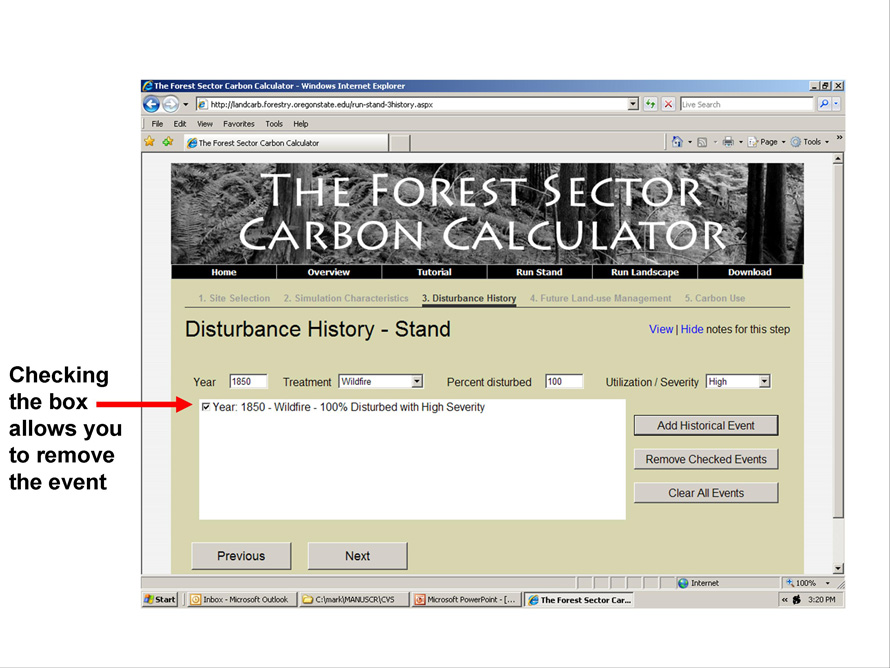 The Forest Sector Carbon Calculator - Windows Internet Explorer
http://landcarb.forestry.oregonstate.edu/run-stand-3history.aspx
Live Search
File Edit View Favorites Tools Help
The Forest Sector Carbon Calculator
Page Tools »
THE FOREST SECTOR
CARBON CALCULATOR
Home Overview Tutorial Run Stand Run Landscape Download
1. Site Selection 2. Simulation Characteristics 3. Disturbance History 4. Future Land-use Management 5. Carbon Use
Disturbance History - Stand
View | Hide notes for this step
Year 1850 Treatment Wildfire Percent disturbed 100 Utilization / Severity High
Checking
the box
allows you
to remove
the event
Year: 1850 - Wildfire - 100% Disturbed with High Severity
Add Historical Event
Remove Checked Events
Clear All Events
Previous Next
Internet 100%
Start Inbox - Microsoft Outlook C:\mark\MANUSCR\CVS Microsoft PowerPoint - [... The Forest Sector Car... « 3:20 PM